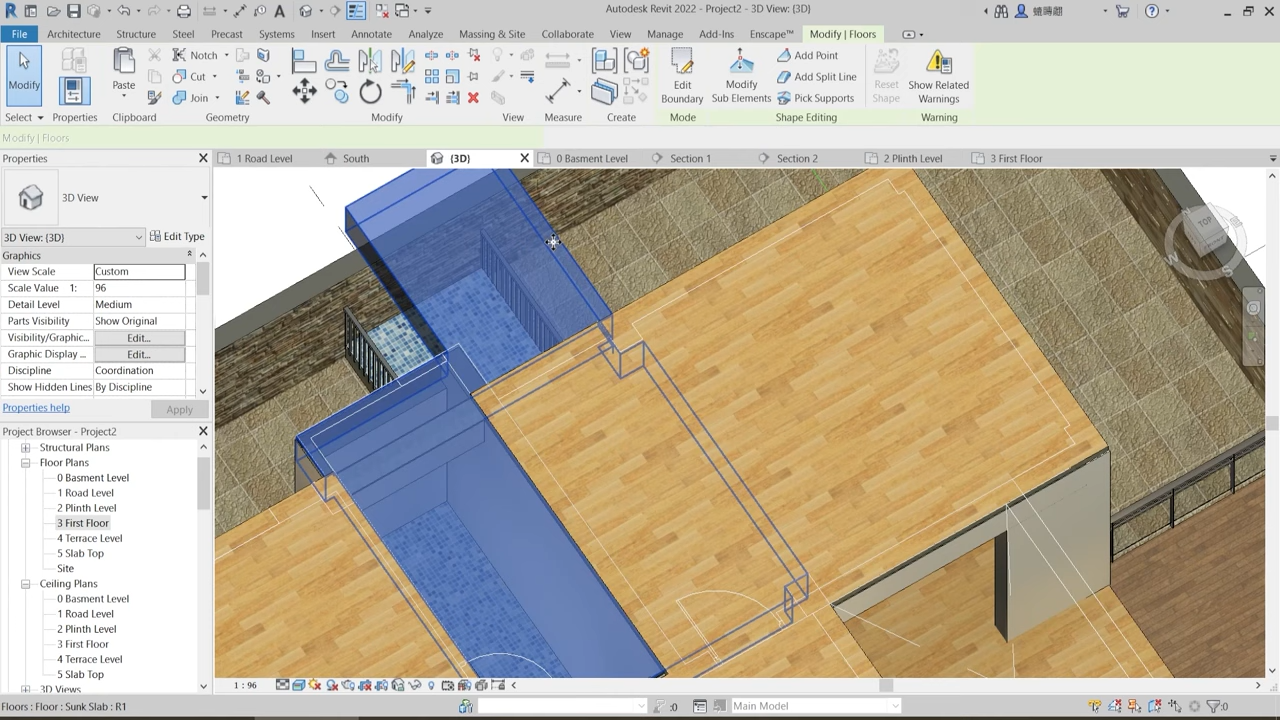 Autodesk Revit 2022 - Project2 - 3D View: {3D}
File Architecture Structure Steel Precast Systems Insert Annotate Analyze Massing & Site Collaborate View Manage Add-Ins Enscape™ Modify | Floors
Modify
Paste
Notch
Cut
Join
Edit Boundary
Modify Sub Elements
Add Point
Add Split Line
Pick Supports
Reset Shape
Show Related Warnings
Select Properties Clipboard Geometry Modify View Measure Create Mode Shape Editing Warning
Modify | Floors
Properties
1 Road Level South {3D} 0 Basment Level Section 1 Section 2 2 Plinth Level 3 First Floor
3D View
3D View: {3D} Edit Type
Graphics
View Scale Custom
Scale Value 1: 96
Detail Level Medium
Parts Visibility Show Original
Visibility/Graphic... Edit...
Graphic Display ... Edit...
Discipline Coordination
Show Hidden Lines By Discipline
Properties help Apply
Project Browser - Project2
Structural Plans
Floor Plans
0 Basment Level
1 Road Level
2 Plinth Level
3 First Floor
4 Terrace Level
5 Slab Top
Site
Ceiling Plans
0 Basment Level
1 Road Level
2 Plinth Level
3 First Floor
4 Terrace Level
5 Slab Top
3D Views
TOP
W
S
1 : 96
Floors : Floor : Sunk Slab : R1
:0
Main Model
:0